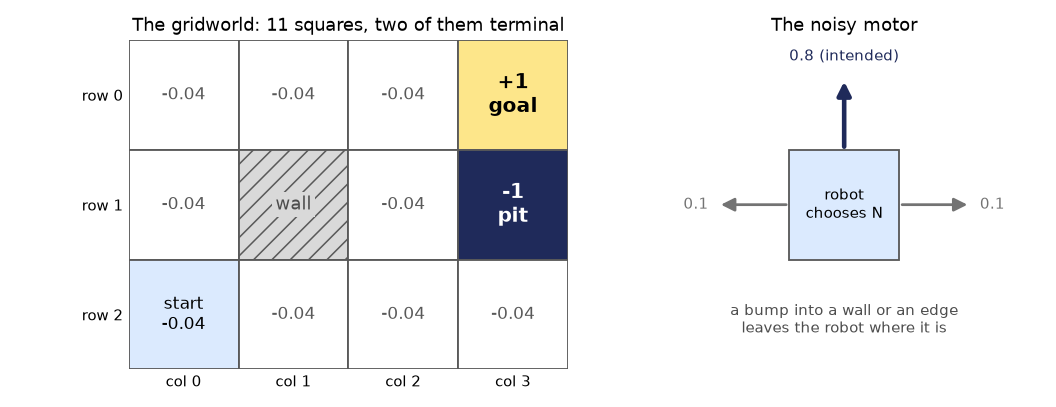 The gridworld: 11 squares, two of them terminal
row 0
-0.04
-0.04
-0.04
+1
goal
row 1
-0.04
wall
-0.04
-1
pit
row 2
start
-0.04
-0.04
-0.04
-0.04
col 0
col 1
col 2
col 3
The noisy motor
0.8 (intended)
0.1
robot
chooses N
0.1
a bump into a wall or an edge
leaves the robot where it is